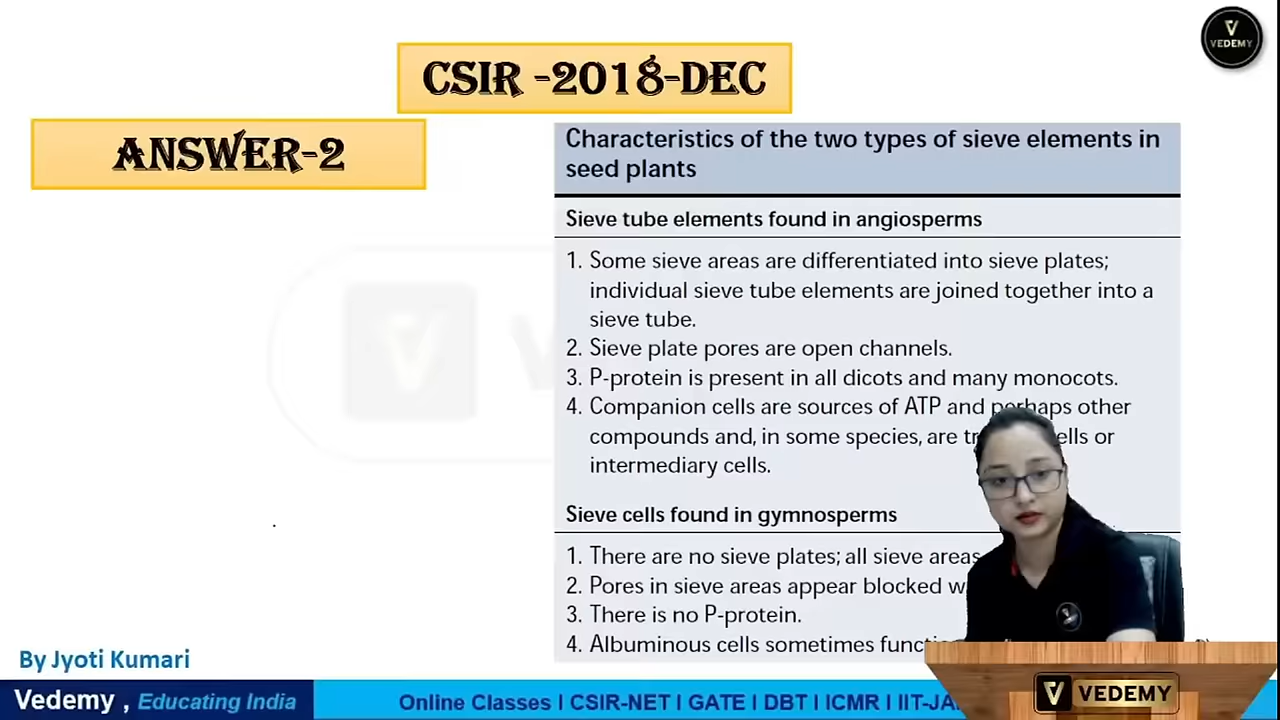 VEDEMY
CSIR -2018-DEC
ANSWER-2
Characteristics of the two types of sieve elements in
seed plants
Sieve tube elements found in angiosperms
1. Some sieve areas are differentiated into sieve plates;
individual sieve tube elements are joined together into a
sieve tube.
2. Sieve plate pores are open channels.
3. P-protein is present in all dicots and many monocots.
4. Companion cells are sources of ATP and perhaps other
compounds and, in some species, are or
intermediary cells.
Sieve cells found in gymnosperms
1. There are no sieve plates; all sieve areas
2. Pores in sieve areas appear blocked
3. There is no P-protein.
4. Albuminous cells sometimes
By Jyoti Kumari
Vedemy , Educating India
Online Classes I CSIR-NET I GATE I DBT I ICMR I
VEDEMY